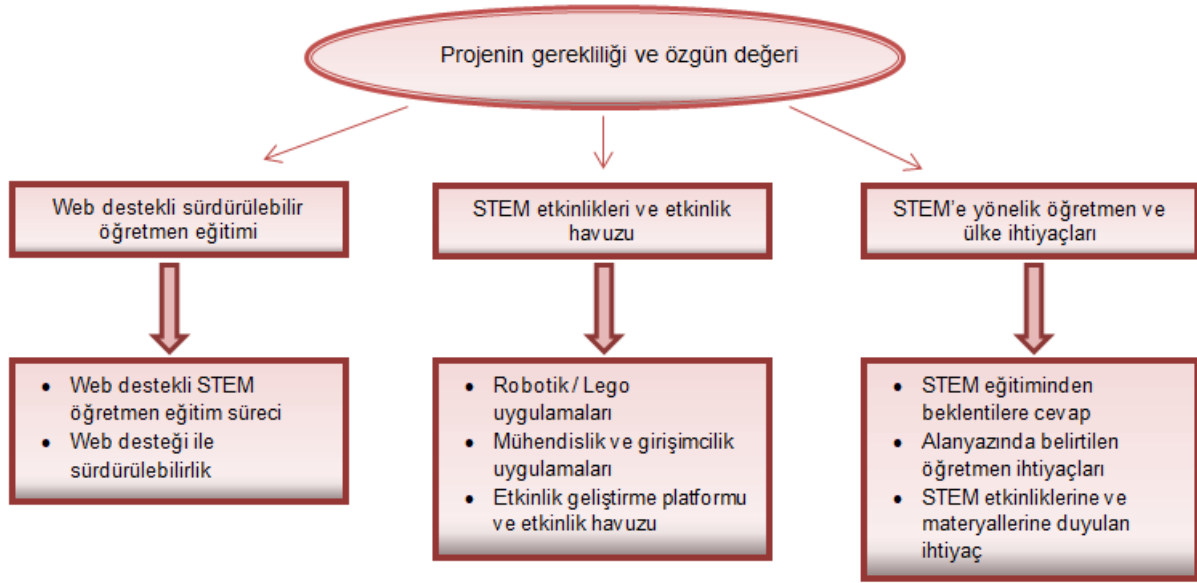 Projenin gerekliliği ve özgün değeri
Web destekli sürdürülebilir
öğretmen eğitimi
STEM etkinlikleri ve etkinlik
havuzu
STEM'e yönelik öğretmen ve
ülke ihtiyaçları
• Web destekli STEM
öğretmen eğitim süreci
• Web desteği ile
sürdürülebilirlik
• Robotik / Lego
uygulamaları
• Mühendislik ve girişimcilik
uygulamaları
• Etkinlik geliştirme platformu
ve etkinlik havuzu
• STEM eğitiminden
beklentilere cevap
• Alanyazında belirtilen
öğretmen ihtiyaçları
• STEM etkinliklerine ve
materyallerine duyulan
ihtiyaç